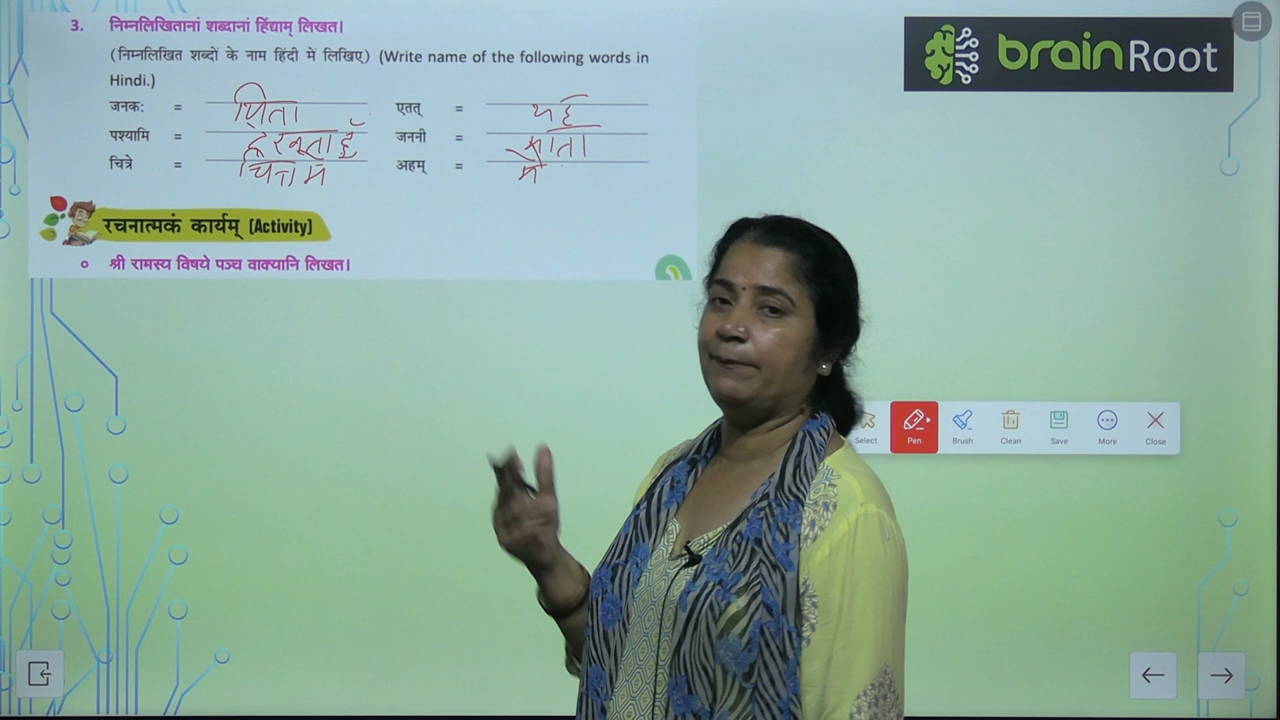 3. निम्नलिखितानां शब्दानां हिंद्याम् लिखत।
(निम्नलिखित शब्दों के नाम हिंदी में लिखिए) (Write name of the following words in
Hindi.)
जनकः = पिता एतत् = यह
पश्यामि = जननी = माता
चित्रे = अहम् = मैं
रचनात्मकं कार्यम् (Activity)
० श्री रामस्य विषये पञ्च वाक्यानि लिखत।
brainRoot
Select Pen Brush Clean Save More Close